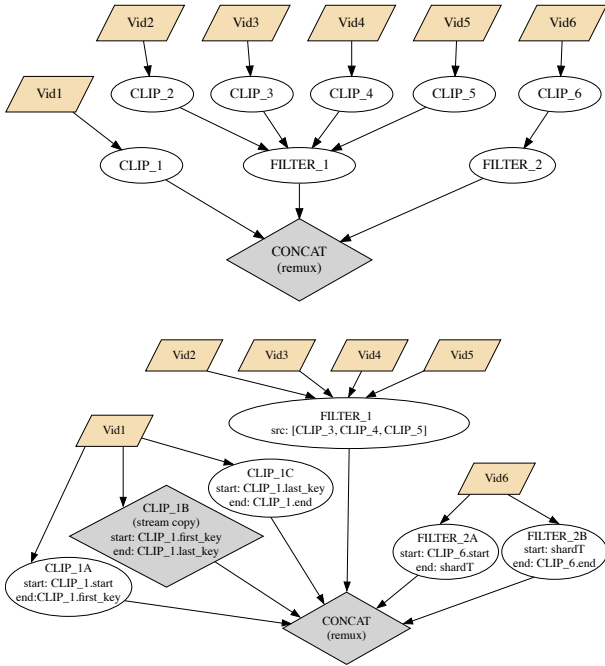 Vid2
Vid3
Vid4
Vid5
Vid6
Vid1
CLIP_2
CLIP_3
CLIP_4
CLIP_5
CLIP_6
CLIP_1
FILTER_1
FILTER_2
CONCAT
(remux)
Vid2
Vid3
Vid4
Vid5
FILTER_1
src: [CLIP_3, CLIP_4, CLIP_5]
Vid1
CLIP_1C
start: CLIP_1.last_key
end: CLIP_1.end
Vid6
CLIP_1B
(stream copy)
start: CLIP_1.first_key
end: CLIP_1.last_key
FILTER_2A
start: CLIP_6.start
end: shardT
FILTER_2B
start: shardT
end: CLIP_6.end
CLIP_1A
start: CLIP_1.start
end:CLIP_1.first_key
CONCAT
(remux)